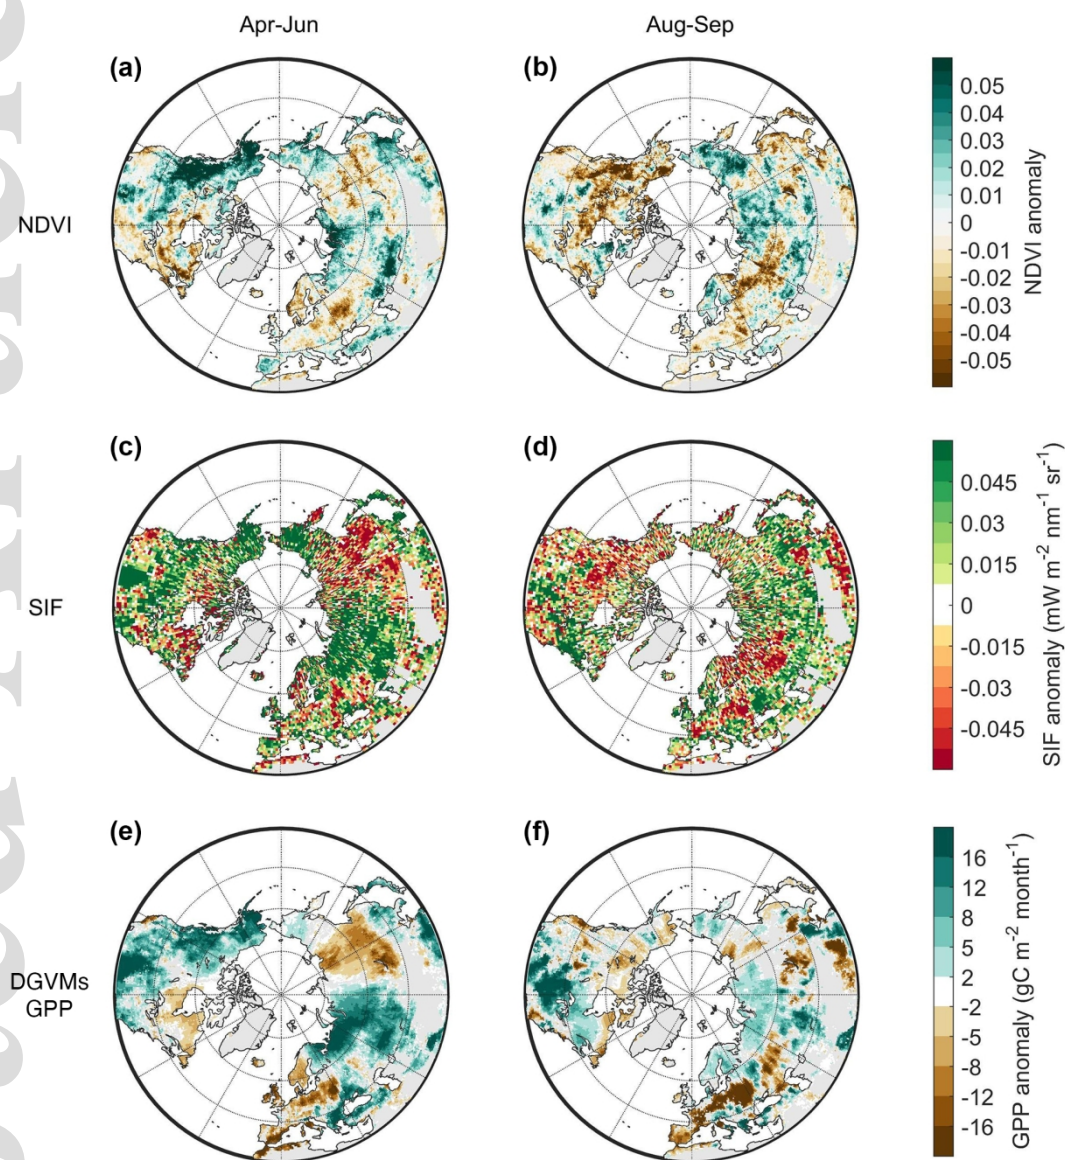 Apr-Jun Aug-Sep
(a) (b)
NDVI
0.05
0.04
0.03
0.02
0.01
0
-0.01
-0.02
-0.03
-0.04
-0.05
NDVI anomaly
(c) (d)
SIF
0.045
0.03
0.015
0
-0.015
-0.03
-0.045
SIF anomaly (mW m-2 nm-1 sr-1)
(e) (f)
DGVMs
GPP
16
12
8
5
2
-2
-5
-8
-12
-16
GPP anomaly (gC m-2 month-1)